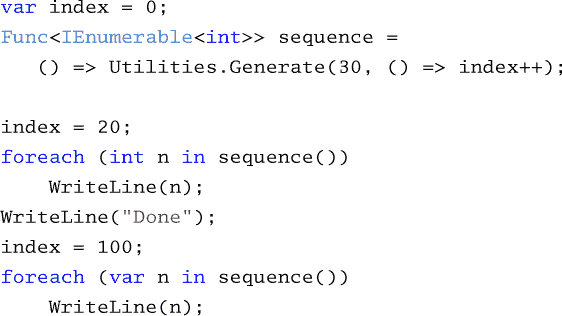 var index = 0;
Func<IEnumerable<int>> sequence =
() => Utilities.Generate(30, () => index++);
index = 20;
foreach (int n in sequence())
WriteLine(n);
WriteLine("Done");
index = 100;
foreach (var n in sequence())
WriteLine(n);